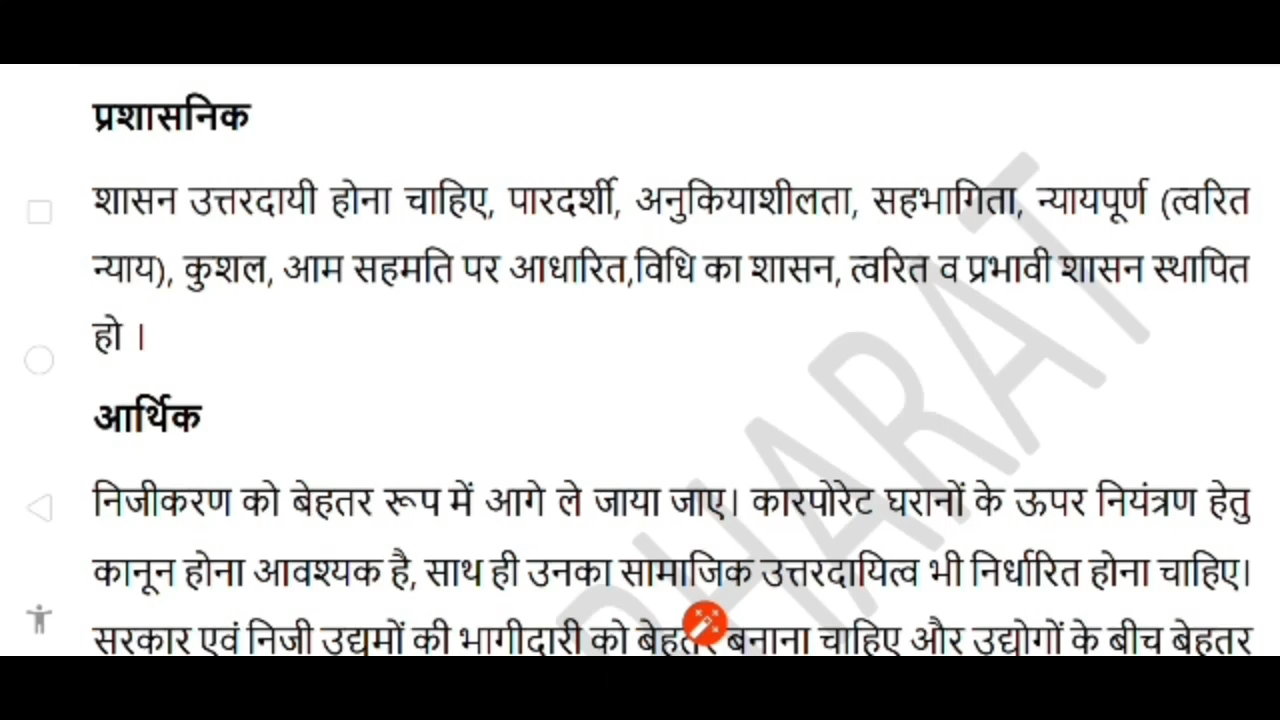 प्रशासनिक
शासन उत्तरदायी होना चाहिए, पारदर्शी, अनुकियाशीलता, सहभागिता, न्यायपूर्ण (त्वरित
न्याय), कुशल, आम सहमति पर आधारित,विधि का शासन, त्वरित व प्रभावी शासन स्थापित
हो ।
आर्थिक
निजीकरण को बेहतर रूप में आगे ले जाया जाए। कारपोरेट घरानों के ऊपर नियंत्रण हेतु
कानून होना आवश्यक है, साथ ही उनका सामाजिक उत्तरदायित्व भी निर्धारित होना चाहिए।
सरकार एवं निजी उद्यमों की भागीदारी को बेहतर बनाना चाहिए और उद्योगों के बीच बेहतर
BHARAT